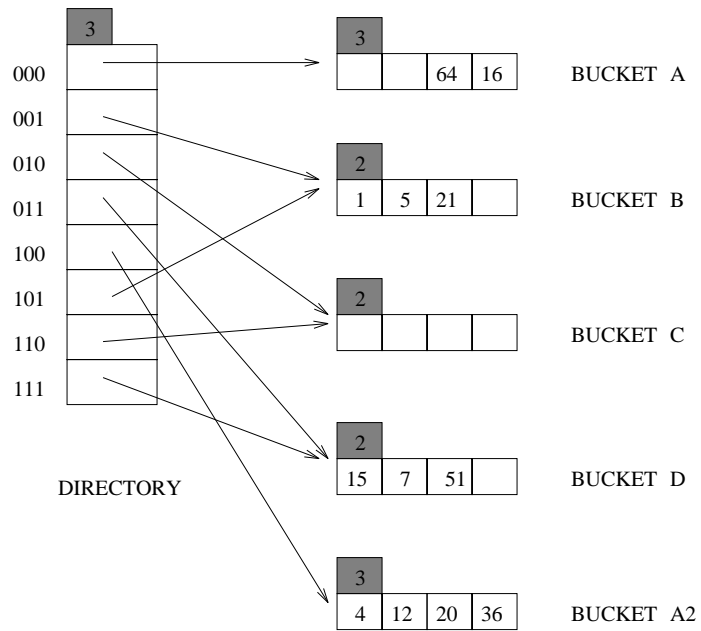 3
000
001
010
011
100
101
110
111
DIRECTORY
3
64 16
BUCKET A
2
1 5 21
BUCKET B
2
BUCKET C
2
15 7 51
BUCKET D
3
4 12 20 36
BUCKET A2